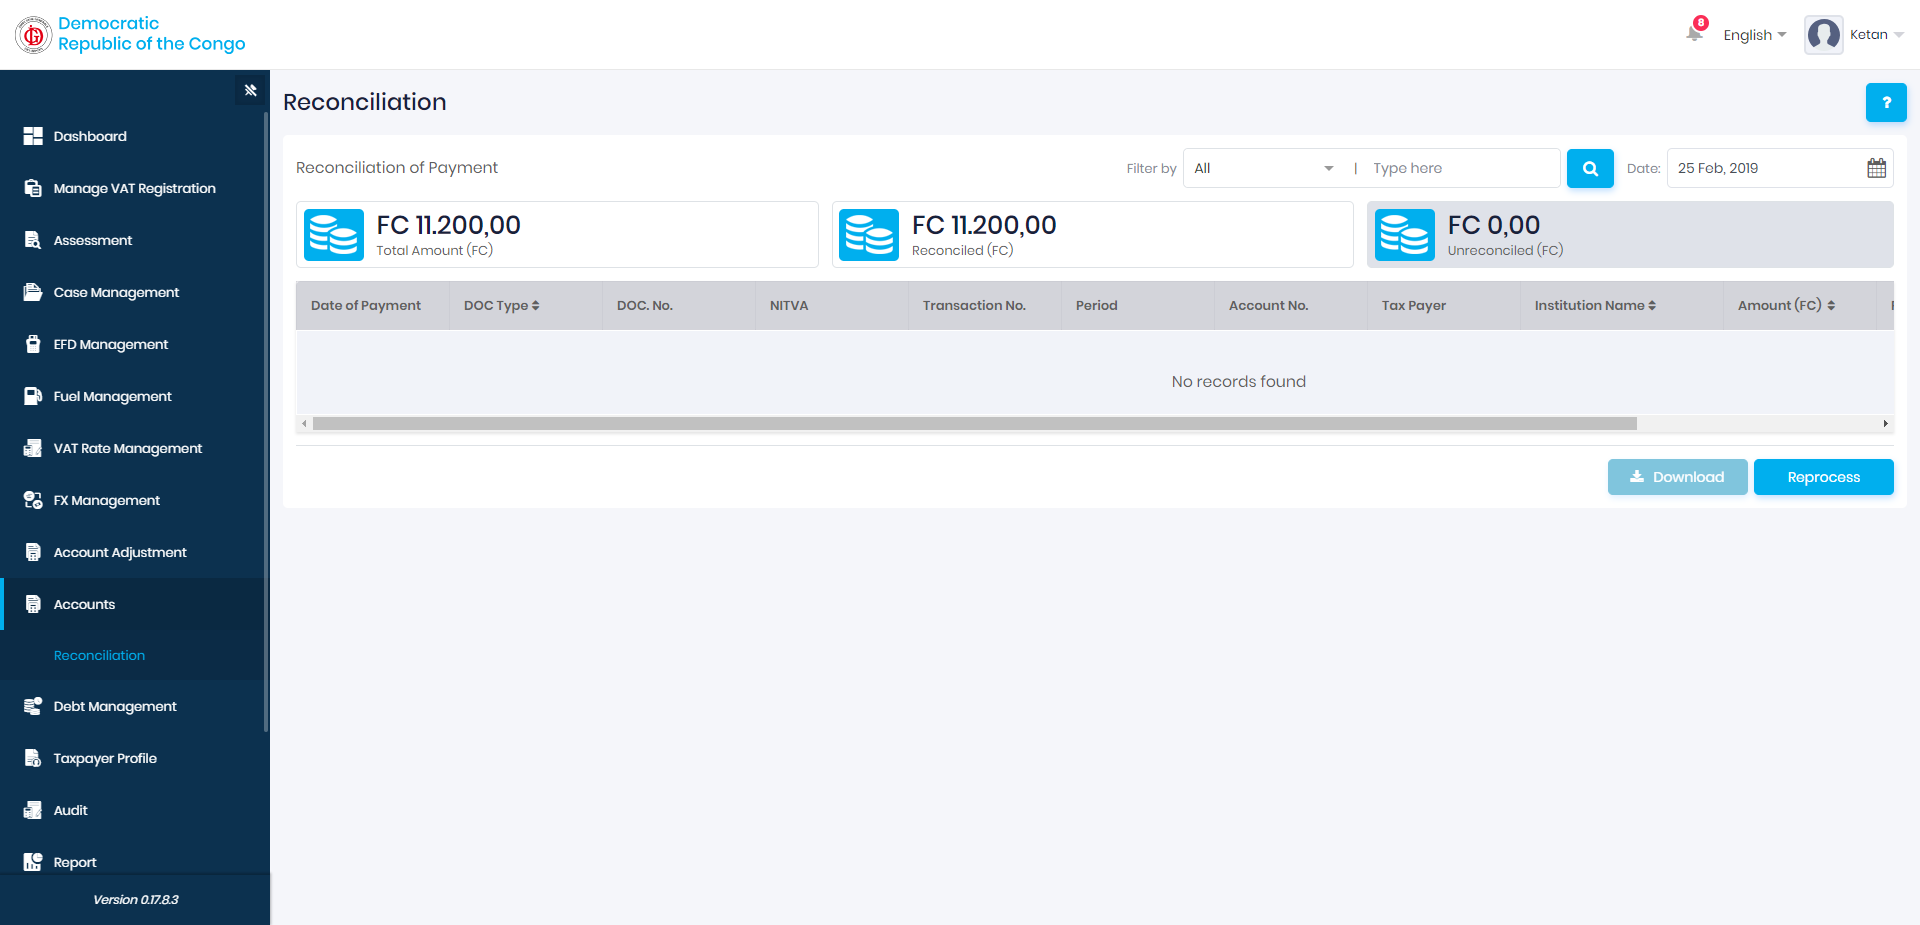 Democratic
Republic of the Congo
8
English
Ketan
Reconciliation
?
Dashboard
Manage VAT Registration
Assessment
Case Management
EFD Management
Fuel Management
VAT Rate Management
FX Management
Account Adjustment
Accounts
Reconciliation
Debt Management
Taxpayer Profile
Audit
Report
Version 0.17.8.3
Reconciliation of Payment
Filter by All | Type here Date: 25 Feb, 2019
FC 11.200,00
Total Amount (FC)
FC 11.200,00
Reconciled (FC)
FC 0,00
Unreconciled (FC)
Date of Payment DOC Type DOC. No. NITVA Transaction No. Period Account No. Tax Payer Institution Name Amount (FC)
No records found
Download Reprocess